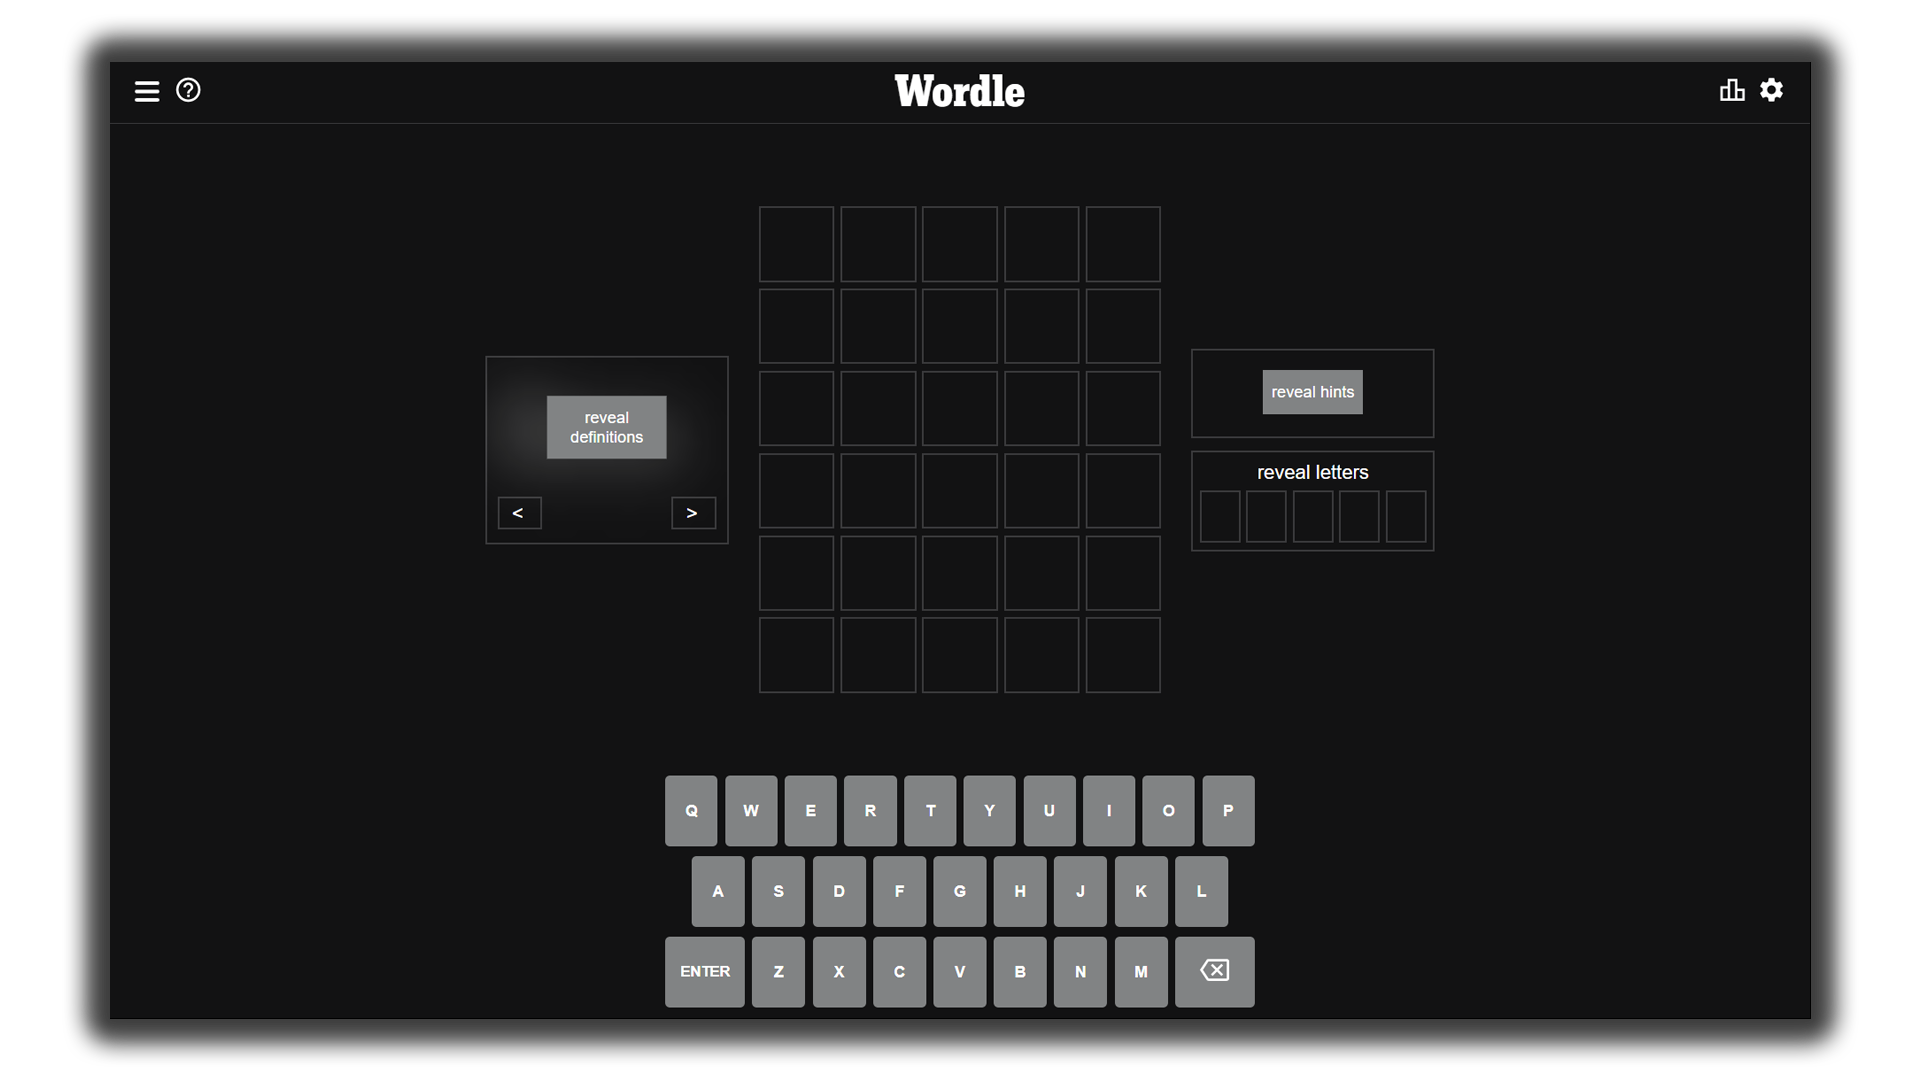 Wordle
reveal
definitions
<
>
reveal hints
reveal letters
Q W E R T Y U I O P
A S D F G H J K L
ENTER Z X C V B N M